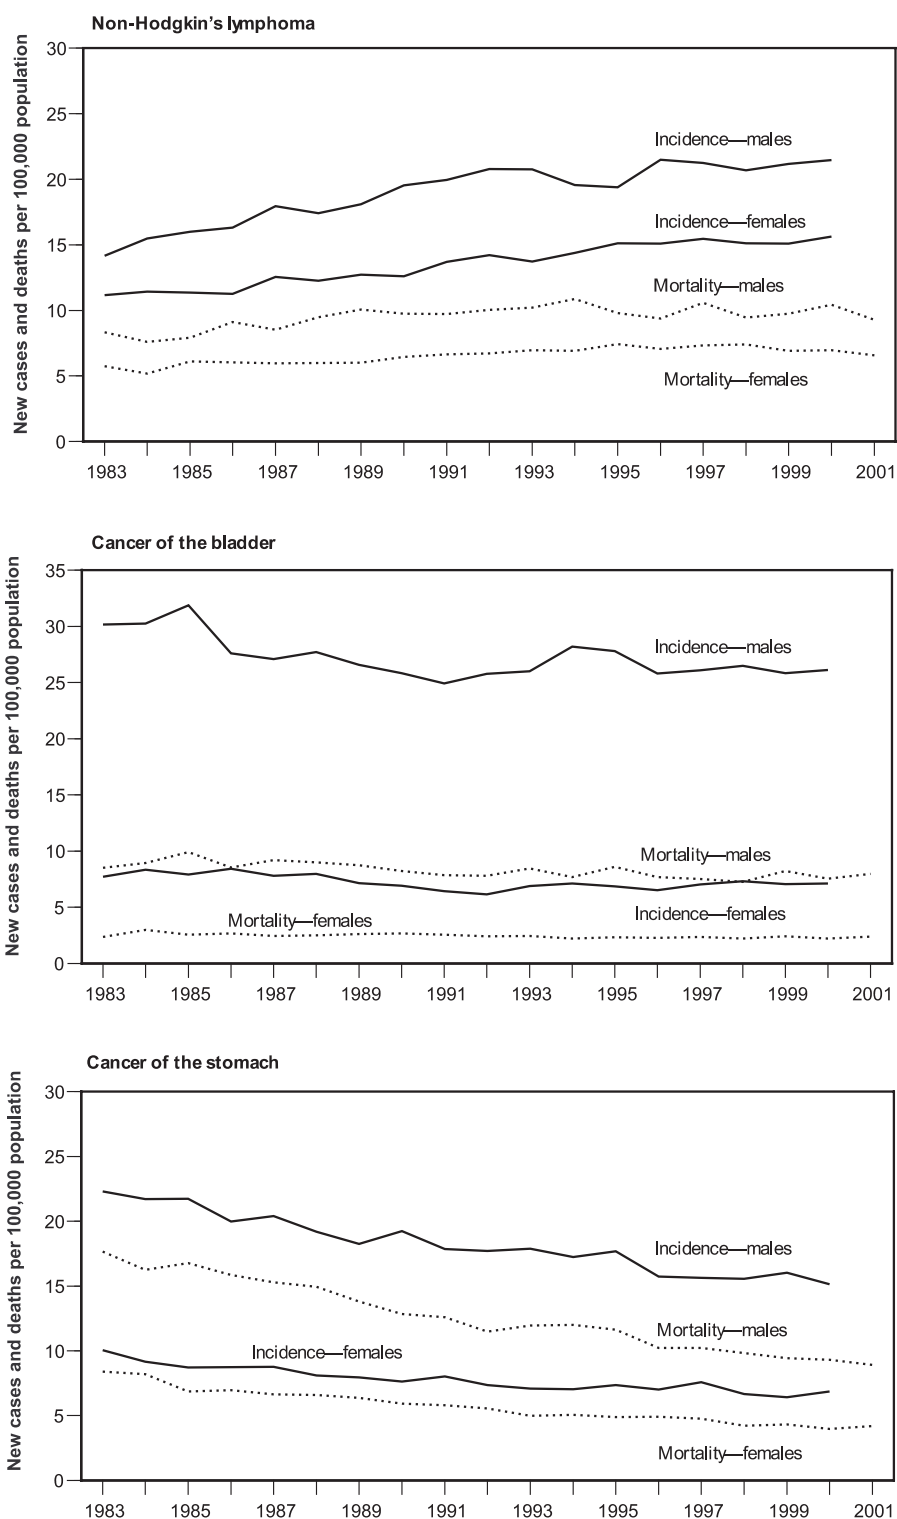 Non-Hodgkin's lymphoma
New cases and deaths per 100,000 population
30
25
20
15
10
5
0
Incidence—males
Incidence—females
Mortality—males
Mortality—females
1983 1985 1987 1989 1991 1993 1995 1997 1999 2001
Cancer of the bladder
New cases and deaths per 100,000 population
35
30
25
20
15
10
5
0
Incidence—males
Mortality—males
Incidence—females
Mortality—females
1983 1985 1987 1989 1991 1993 1995 1997 1999 2001
Cancer of the stomach
New cases and deaths per 100,000 population
30
25
20
15
10
5
0
Incidence—males
Mortality—males
Incidence—females
Mortality—females
1983 1985 1987 1989 1991 1993 1995 1997 1999 2001